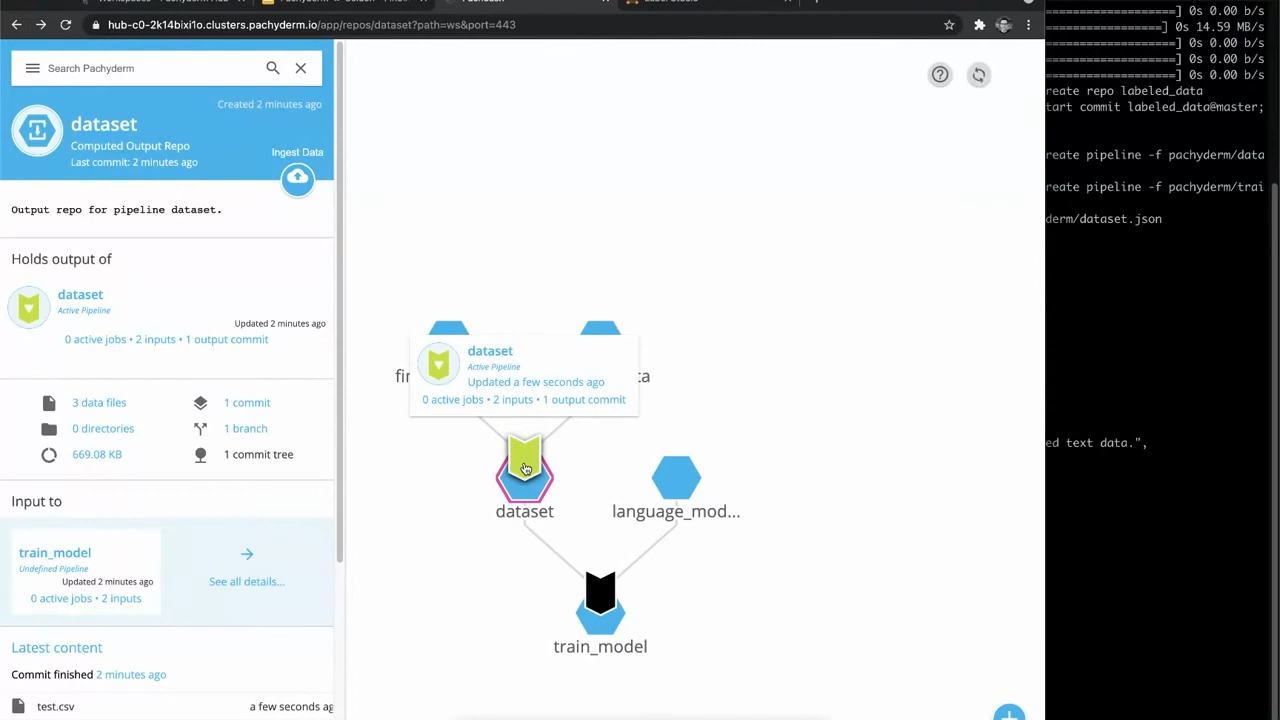 hub-c0-2k14bixi1o.clusters.pachyderm.io/app/repos/dataset?path=ws&port=443
Search Pachyderm
Created 2 minutes ago
dataset
Computed Output Repo
Last commit: 2 minutes ago
Ingest Data
Output repo for pipeline dataset.
Holds output of
dataset
Active Pipeline
Updated 2 minutes ago
0 active jobs • 2 inputs • 1 output commit
3 data files
1 commit
0 directories
1 branch
669.08 KB
1 commit tree
Input to
train_model
Undefined Pipeline
Updated 2 minutes ago
0 active jobs • 2 inputs
See all details...
Latest content
Commit finished 2 minutes ago
test.csv
a few seconds ag
dataset
Active Pipeline
Updated a few seconds ago
0 active jobs • 2 inputs • 1 output commit
dataset
language_mod...
train_model
=====================] 0s 0.00 b/s
===================] 0s 14.59 MB/s
=====================] 0s 0.00 b/s
=====================] 0s 0.00 b/s
=====================] 0s 0.00 b/s
reate repo labeled_data
tart commit labeled_data@master;
reate pipeline -f pachyderm/data
reate pipeline -f pachyderm/trai
derm/dataset.json
ed text data.",